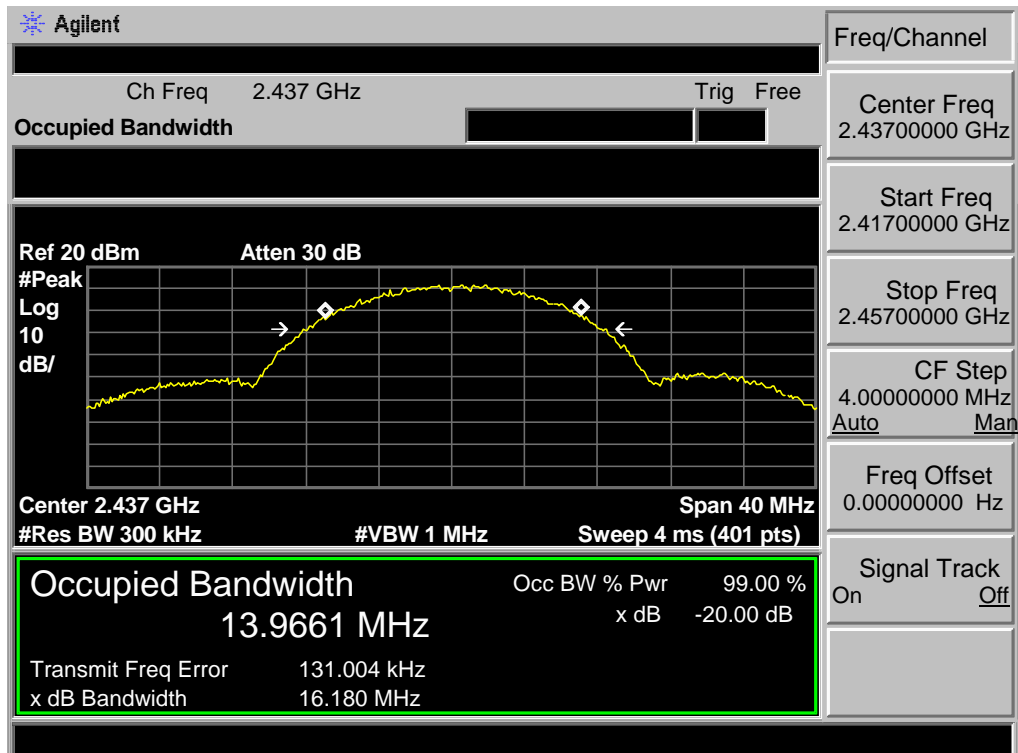 Agilent
Freq/Channel
Ch Freq 2.437 GHz Trig Free
Occupied Bandwidth
Center Freq
2.43700000 GHz
Start Freq
2.41700000 GHz
Ref 20 dBm Atten 30 dB
#Peak
Log
10
dB/
Stop Freq
2.45700000 GHz
CF Step
4.00000000 MHz
Auto Man
Freq Offset
0.00000000 Hz
Center 2.437 GHz Span 40 MHz
#Res BW 300 kHz #VBW 1 MHz Sweep 4 ms (401 pts)
Signal Track
On Off
Occupied Bandwidth Occ BW % Pwr 99.00 %
13.9661 MHz x dB -20.00 dB
Transmit Freq Error 131.004 kHz
x dB Bandwidth 16.180 MHz